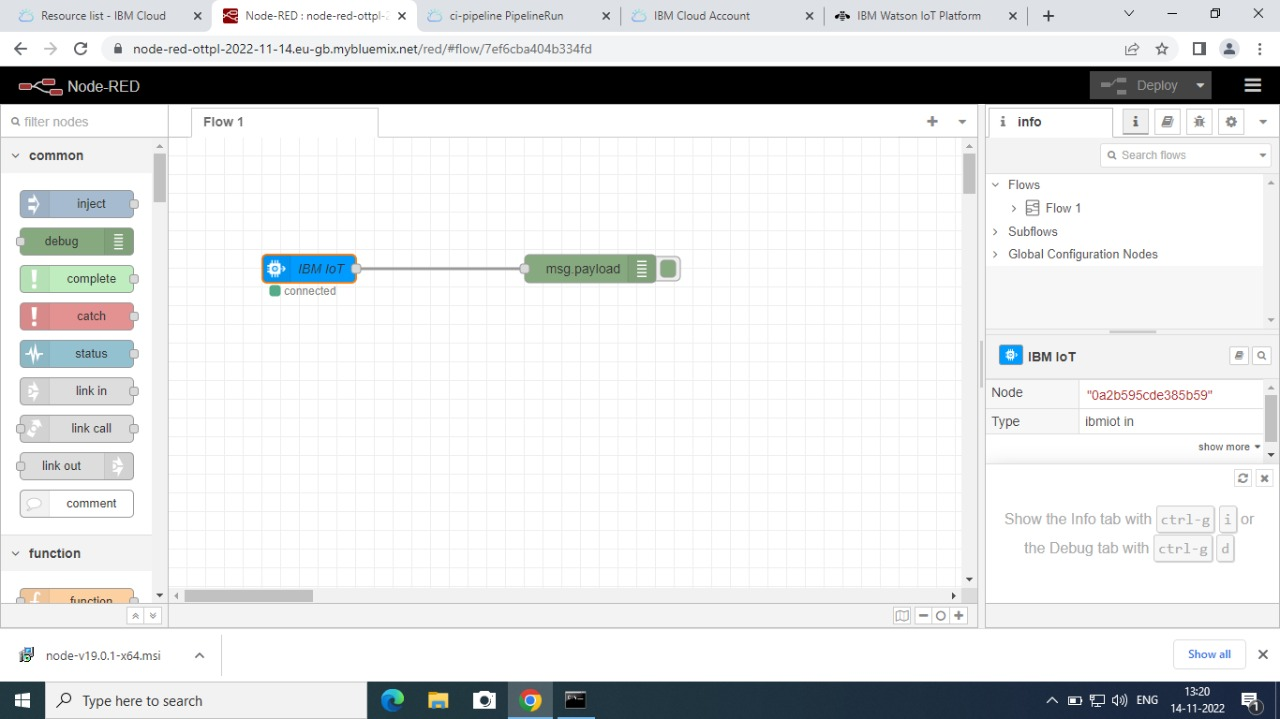 Resource list - IBM Cloud
Node-RED : node-red-ottpl-2
ci-pipeline PipelineRun
IBM Cloud Account
IBM Watson IoT Platform
node-red-ottpl-2022-11-14.eu-gb.mybluemix.net/red/#flow/7ef6cba404b334fd
Node-RED
Deploy
filter nodes
Flow 1
info
common
Search flows
inject
Flows
Flow 1
debug
Subflows
Global Configuration Nodes
complete
IBM IoT
msg.payload
connected
catch
status
IBM IoT
link in
Node
"0a2b595cde385b59"
Type
ibmiot in
link call
show more
link out
comment
Show the Info tab with ctrl-g i or
the Debug tab with ctrl-g d
function
function
node-v19.0.1-x64.msi
Show all
Type here to search
ENG
13:20
14-11-2022
1